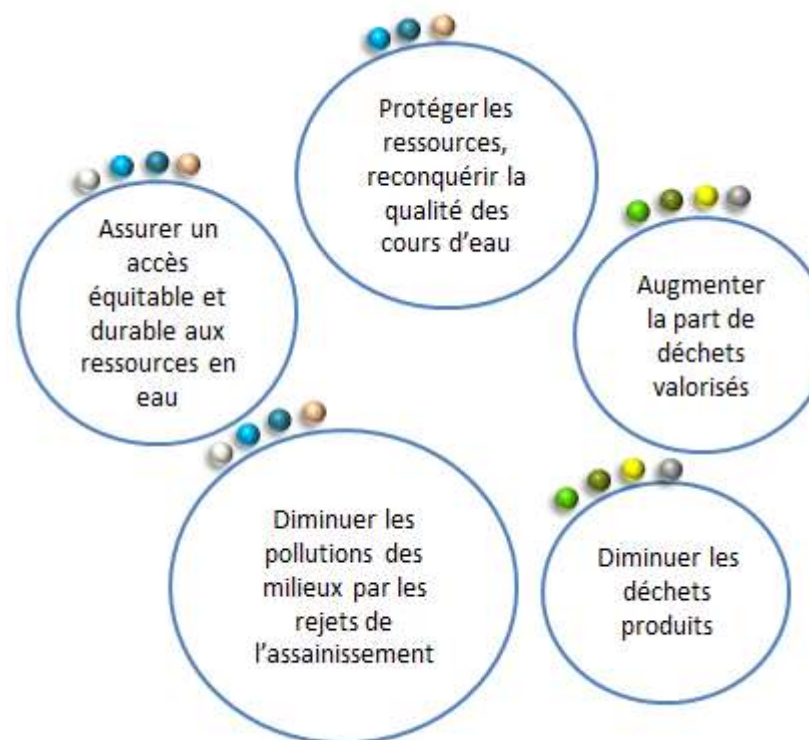 Protéger les
ressources,
reconquérir la
qualité des
cours d’eau
Assurer un
accès
équitable et
durable aux
ressources en
eau
Augmenter
la part de
déchets
valorisés
Diminuer les
pollutions des
milieux par les
rejets de
l’assainissement
Diminuer les
déchets
produits